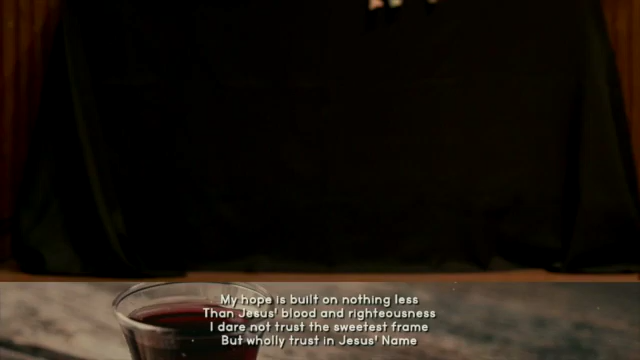 My hope is built on nothing less
Than Jesus' blood and righteousness
I dare not trust the sweetest frame
But wholly trust in Jesus' Name